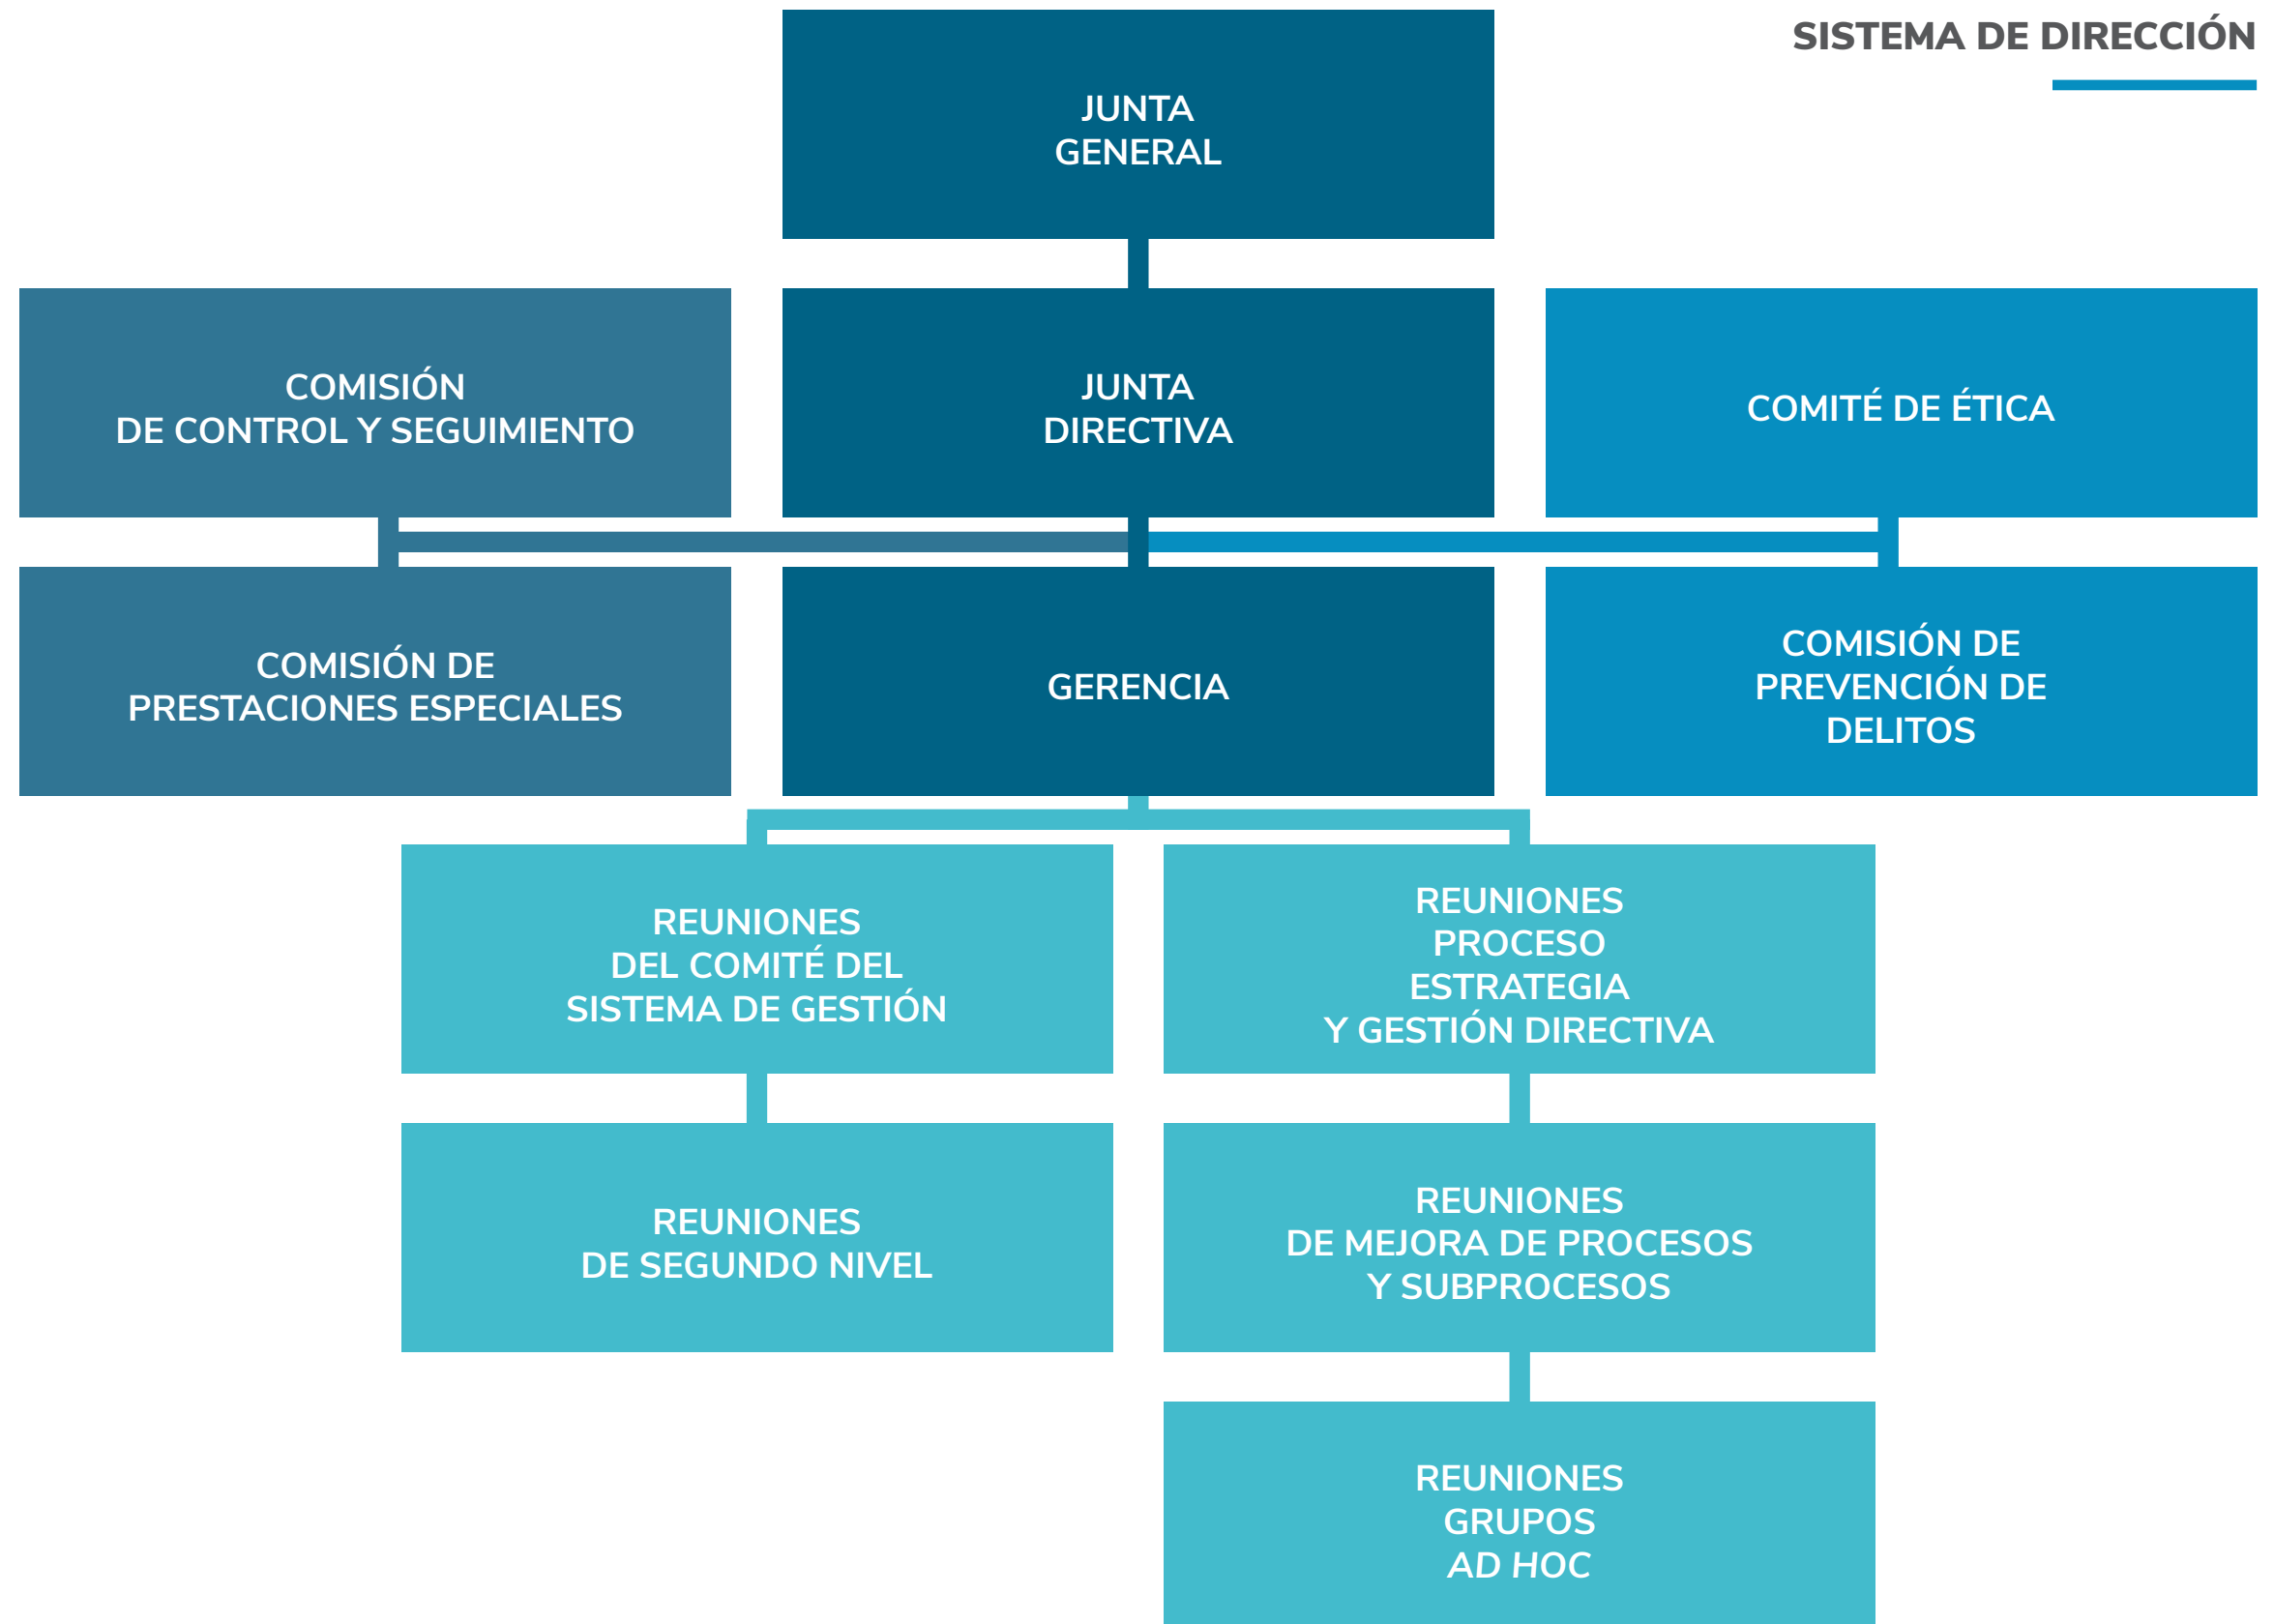 SISTEMA DE DIRECCIÓN
JUNTA
GENERAL
COMISIÓN
DE CONTROL Y SEGUIMIENTO
JUNTA
DIRECTIVA
COMITÉ DE ÉTICA
COMISIÓN DE
PRESTACIONES ESPECIALES
GERENCIA
COMISIÓN DE
PREVENCIÓN DE
DELITOS
REUNIONES
DEL COMITÉ DEL
SISTEMA DE GESTIÓN
REUNIONES
PROCESO
ESTRATEGIA
Y GESTIÓN DIRECTIVA
REUNIONES
DE SEGUNDO NIVEL
REUNIONES
DE MEJORA DE PROCESOS
Y SUBPROCESOS
REUNIONES
GRUPOS
AD HOC